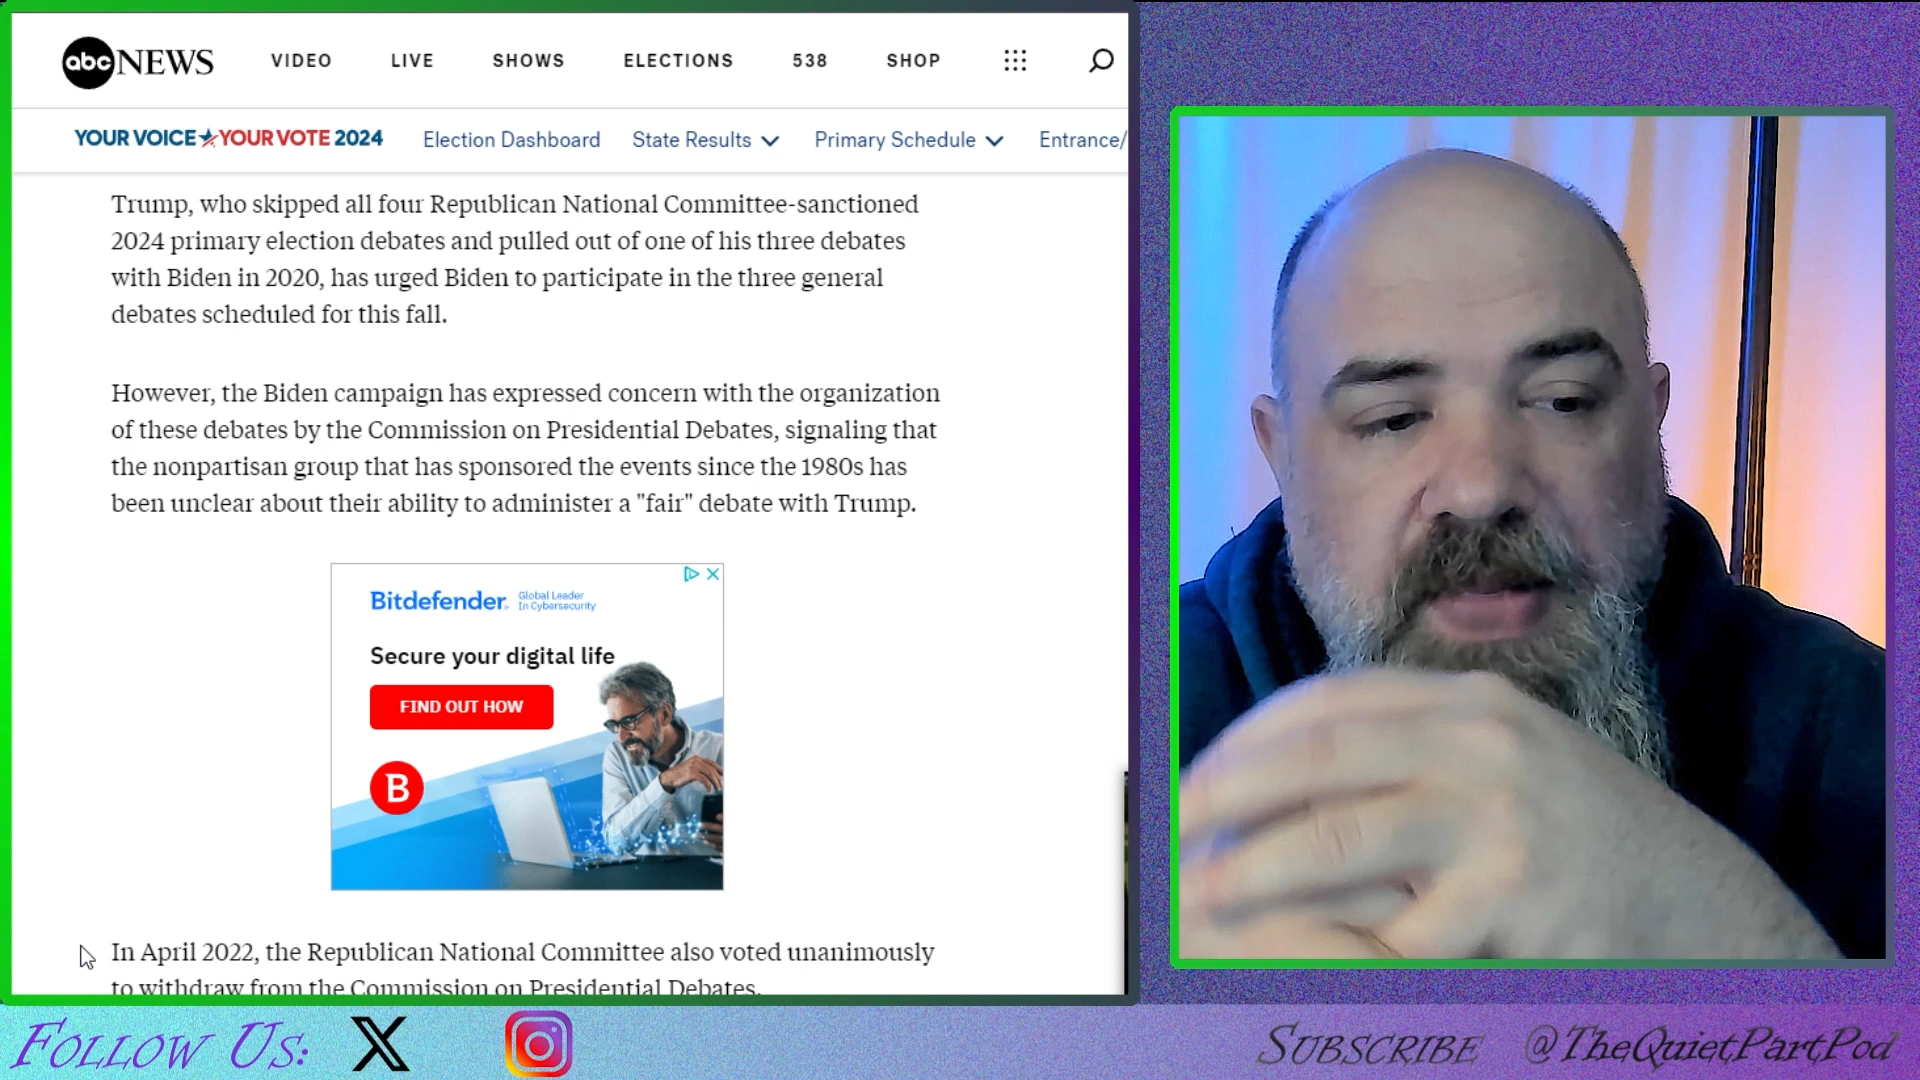 abc NEWS VIDEO LIVE SHOWS ELECTIONS 538 SHOP
YOUR VOICE YOUR VOTE 2024 Election Dashboard State Results Primary Schedule Entrance/
Trump, who skipped all four Republican National Committee-sanctioned
2024 primary election debates and pulled out of one of his three debates
with Biden in 2020, has urged Biden to participate in the three general
debates scheduled for this fall.
However, the Biden campaign has expressed concern with the organization
of these debates by the Commission on Presidential Debates, signaling that
the nonpartisan group that has sponsored the events since the 1980s has
been unclear about their ability to administer a "fair" debate with Trump.
Bitdefender Global Leader
In Cybersecurity
Secure your digital life
FIND OUT HOW
B
In April 2022, the Republican National Committee also voted unanimously
to withdraw from the Commission on Presidential Debates.
FOLLOW US: X
SUBSCRIBE @THEQUIETPARTPOD